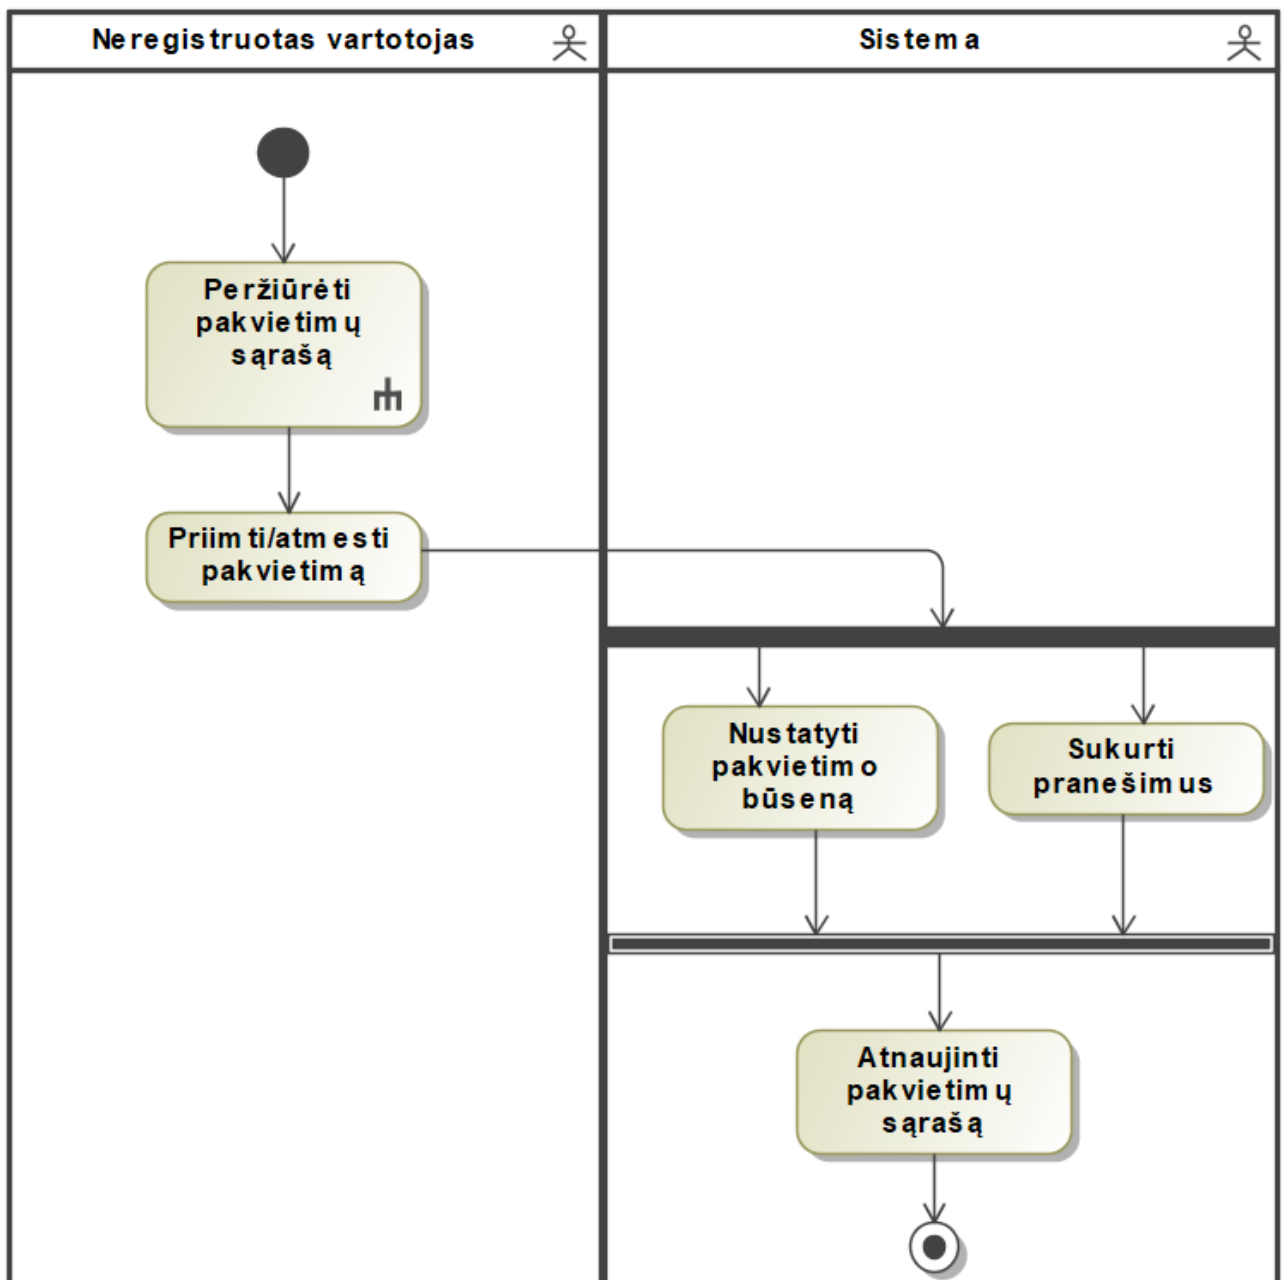 Neregistruotas vartotojas
Sistema
Peržiūrėti
pakvietimų
sąrašą
Priimti/atmesti
pakvietimą
Nustatyti
pakvietimo
būseną
Sukurti
pranešimus
Atnaujinti
pakvietimų
sąrašą